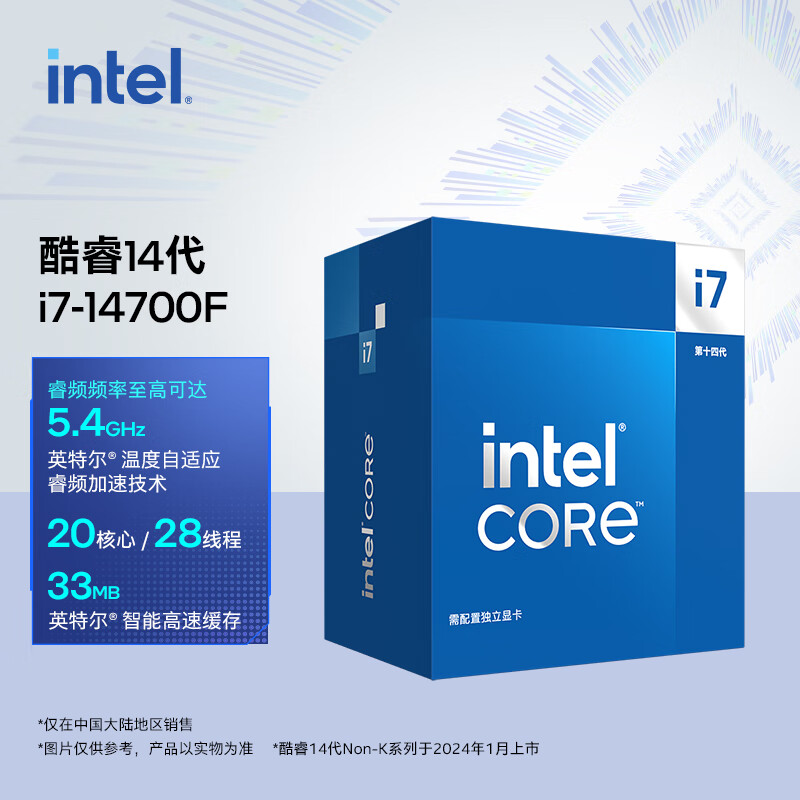 intel®
酷睿14代
i7-14700F
睿频频率至高可达
5.4GHz
英特尔® 温度自适应
睿频加速技术
20核心 / 28线程
33MB
英特尔® 智能高速缓存
i7
第十四代
intel®
CORE™
需配置独立显卡
i7
intel® CORE
*仅在中国大陆地区销售
*图片仅供参考，产品以实物为准 *酷睿14代Non-K系列于2024年1月上市